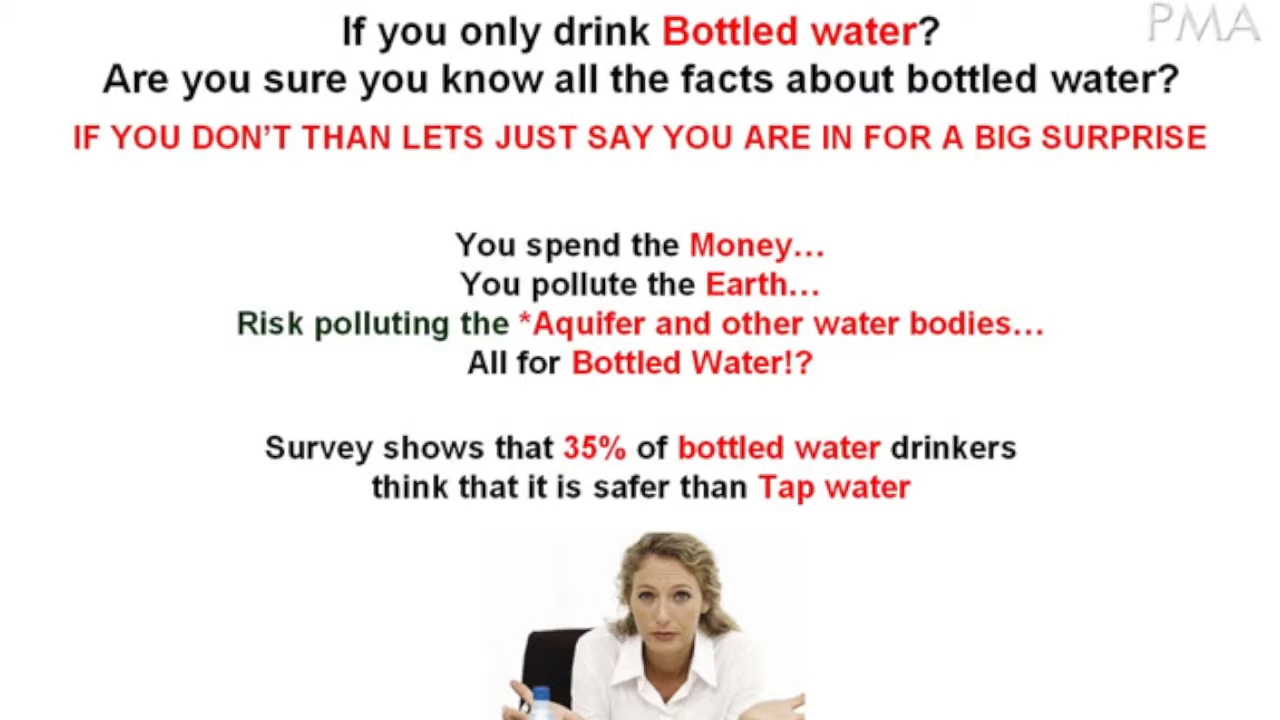 PMA
If you only drink Bottled water?
Are you sure you know all the facts about bottled water?
IF YOU DON'T THAN LETS JUST SAY YOU ARE IN FOR A BIG SURPRISE
You spend the Money...
You pollute the Earth...
Risk polluting the *Aquifer and other water bodies...
All for Bottled Water!?
Survey shows that 35% of bottled water drinkers
think that it is safer than Tap water